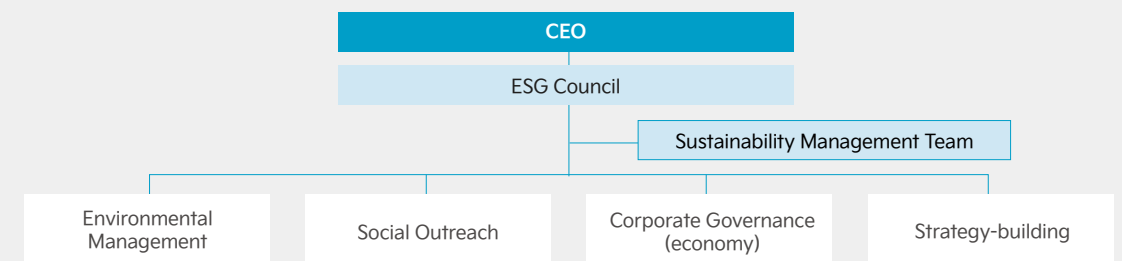 CEO
ESG Council
Sustainability Management Team
Environmental
Management
Social Outreach
Corporate Governance
(economy)
Strategy-building